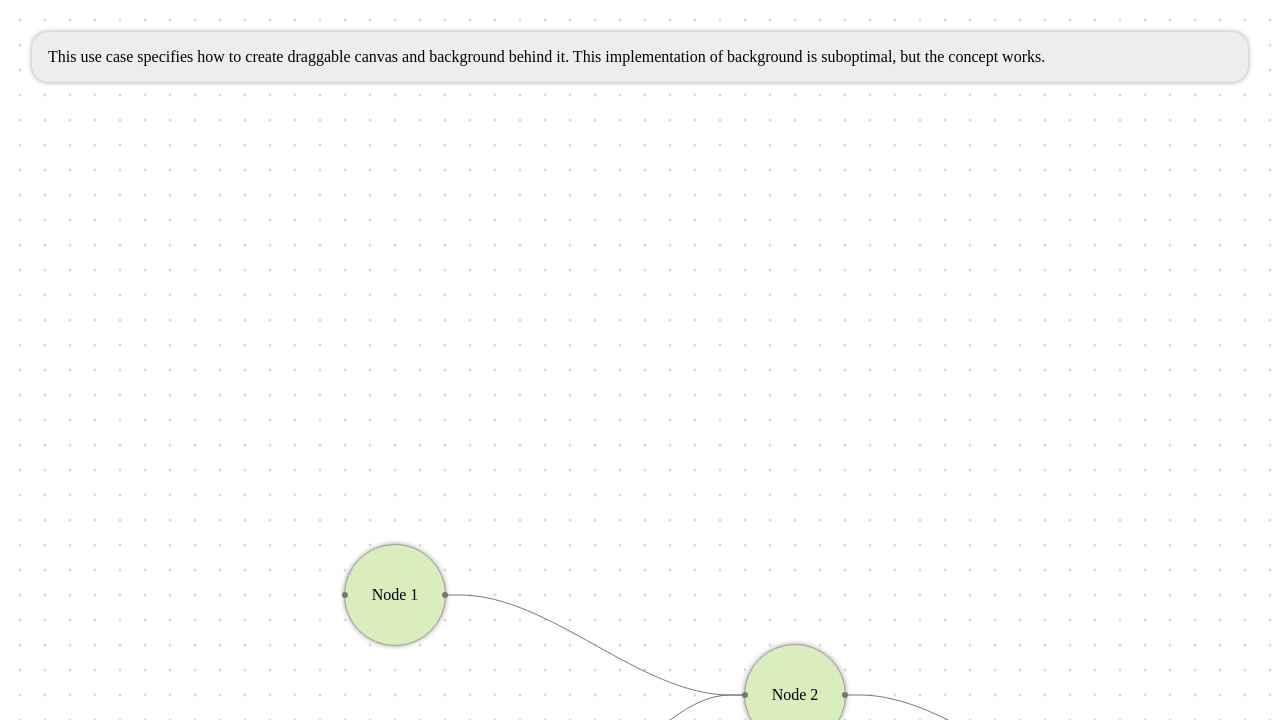 This use case specifies how to create draggable canvas and background behind it. This implementation of background is suboptimal, but the concept works.
Node 1
Node 2